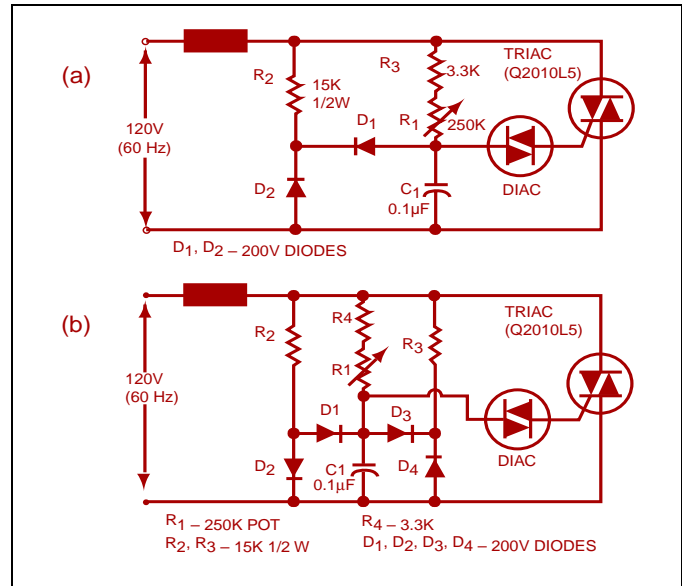 (a)
120V
(60 Hz)
R2
15K
1/2W
R3
3.3K
R1
250K
D1
D2
C1
0.1µF
DIAC
TRIAC
(Q2010L5)
D1, D2 – 200V DIODES
(b)
120V
(60 Hz)
R2
R4
R1
R3
D1
D3
D2
C1
0.1µF
D4
DIAC
TRIAC
(Q2010L5)
R1 – 250K POT
R4 – 3.3K
R2, R3 – 15K 1/2 W
D1, D2, D3, D4 – 200V DIODES